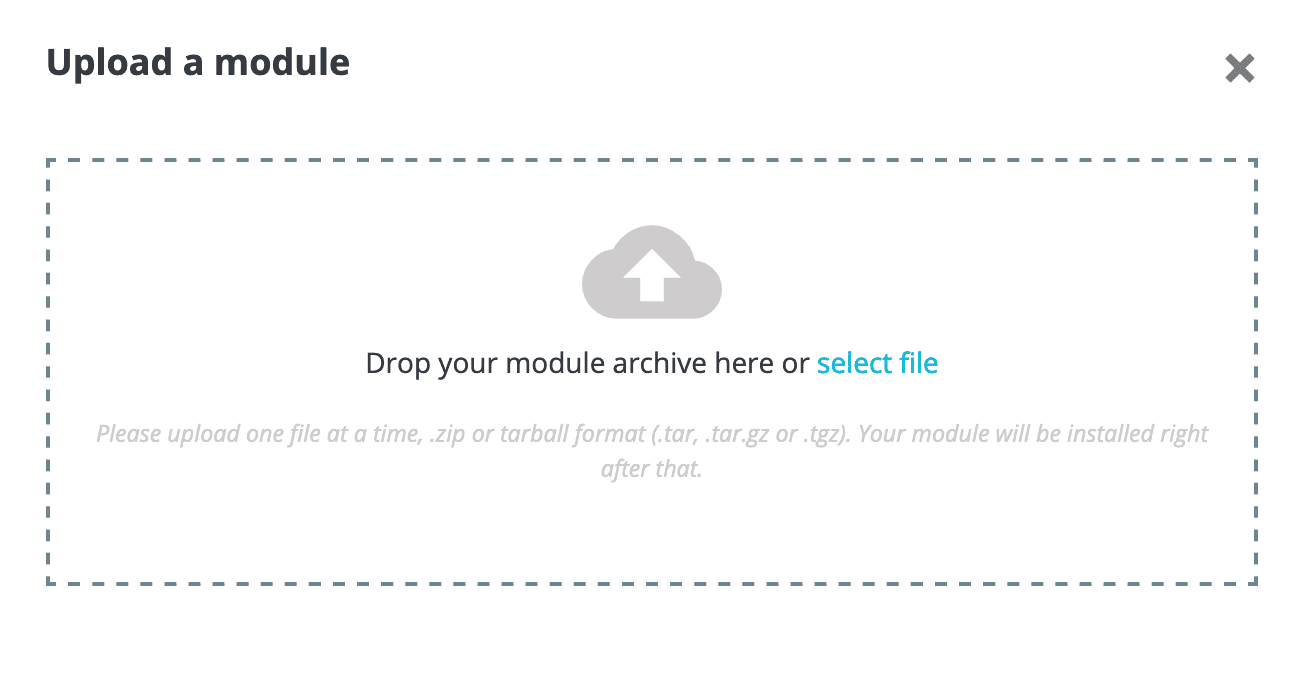 Upload a module
Drop your module archive here or select file
Please upload one file at a time, .zip or tarball format (.tar, .tar.gz or .tgz). Your module will be installed right
after that.